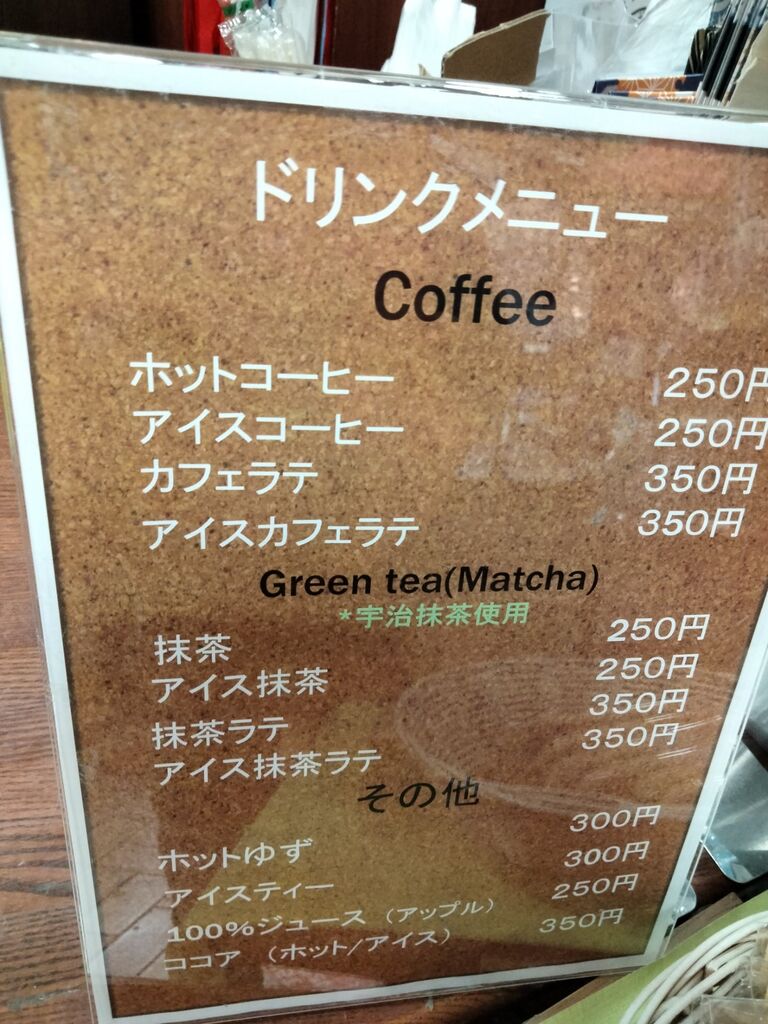 ドリンクメニュー
Coffee
ホットコーヒー 250円
アイスコーヒー 250円
カフェラテ 350円
アイスカフェラテ 350円
Green tea(Matcha)
*宇治抹茶使用
抹茶 250円
アイス抹茶 250円
抹茶ラテ 350円
アイス抹茶ラテ 350円
その他
ホットゆず 300円
アイスティー 300円
100%ジュース（アップル） 250円
ココア （ホット/アイス） 350円